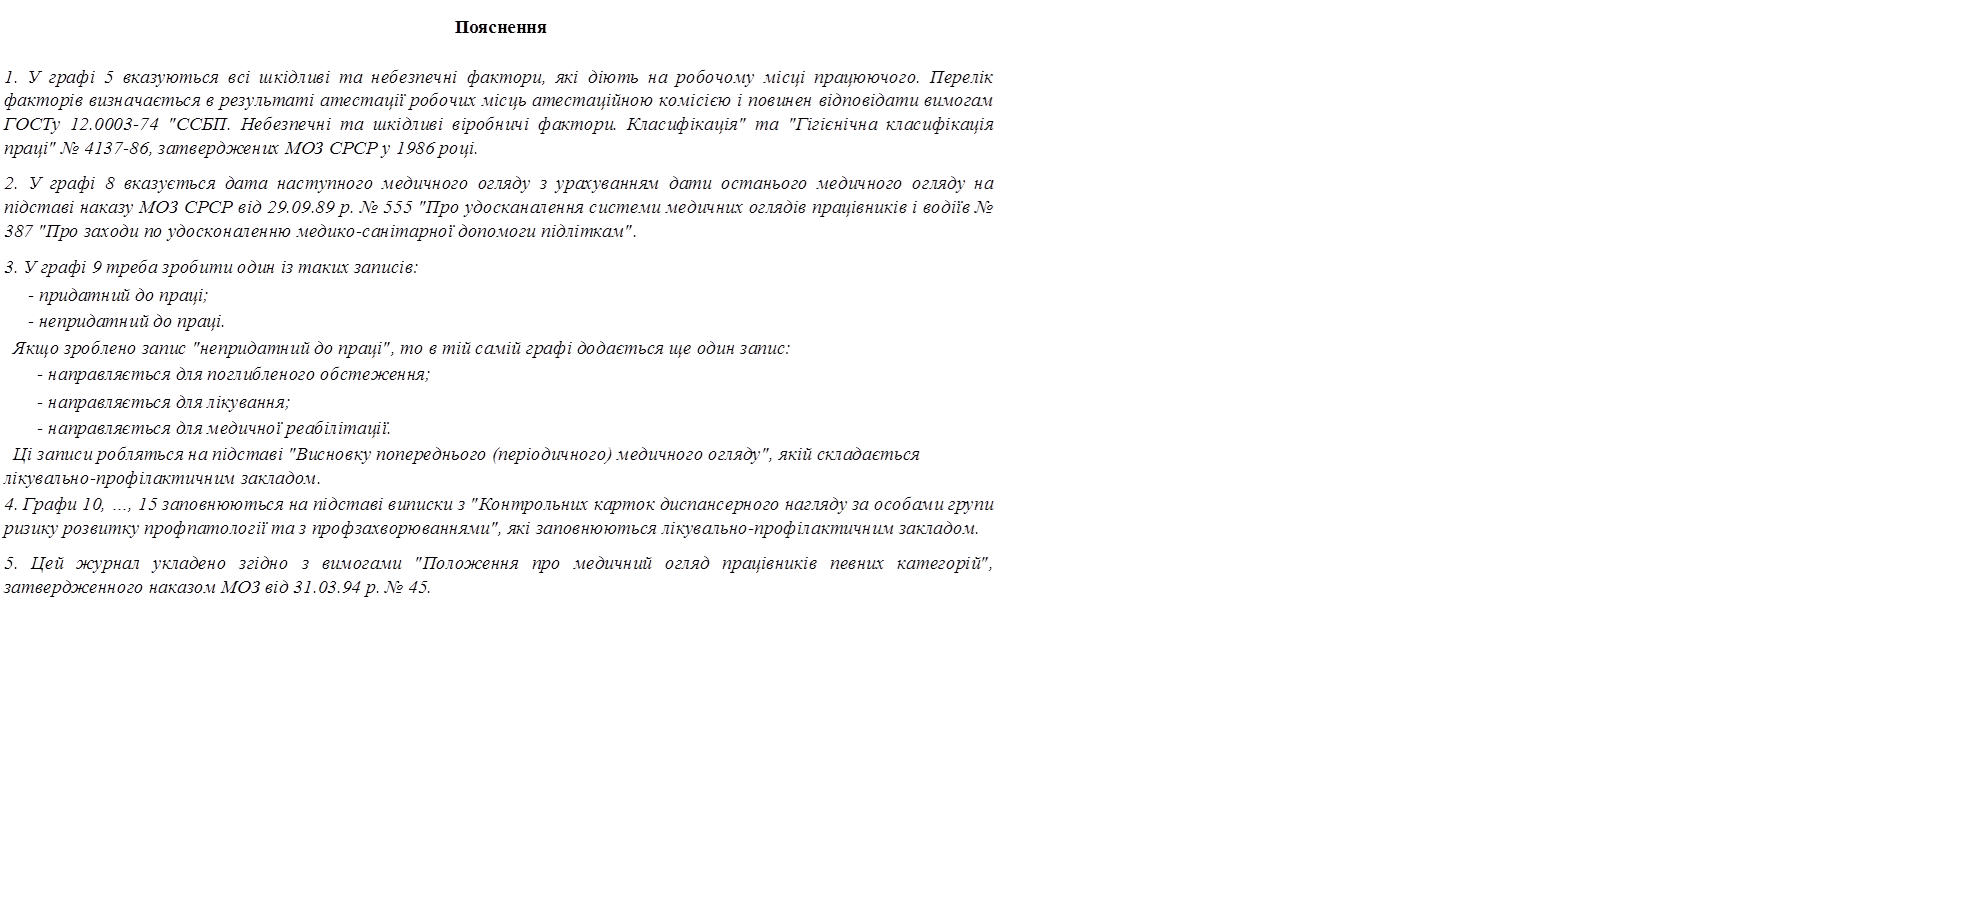 Пояснення
1. У графі 5 вказуються всі шкідливі та небезпечні фактори, які діють на робочому місці працюючого. Перелік
факторів визначається в результаті атестації робочих місць атестаційною комісією і повинен відповідати вимогам
ГОСТу 12.0003-74 "ССБП. Небезпечні та шкідливі віробничі фактори. Класифікація" та "Гігієнічна класифікація
праці" № 4137-86, затверджених МОЗ СРСР у 1986 році.
2. У графі 8 вказується дата наступного медичного огляду з урахуванням дати останього медичного огляду на
підставі наказу МОЗ СРСР від 29.09.89 р. № 555 "Про удосканалення системи медичних оглядів працівників і водіїв №
387 "Про заходи по удосконаленню медико-санітарної допомоги підліткам".
3. У графі 9 треба зробити один із таких записів:
- придатний до праці;
- непридатний до праці.
Якщо зроблено запис "непридатний до праці", то в тій самій графі додається ще один запис:
- направляється для поглибленого обстеження;
- направляється для лікування;
- направляється для медичної реабілітації.
Ці записи робляться на підставі "Висновку попереднього (періодичного) медичного огляду", якій складається
лікувально-профілактичним закладом.
4. Графи 10, ..., 15 заповнюються на підставі виписки з "Контрольних карток диспансерного нагляду за особами групи
ризику розвитку профпатології та з профзахворюваннями", які заповнюються лікувально-профілактичним закладом.
5. Цей журнал укладено згідно з вимогами "Положення про медичний огляд працівників певних категорій",
затвердженного наказом МОЗ від 31.03.94 р. № 45.